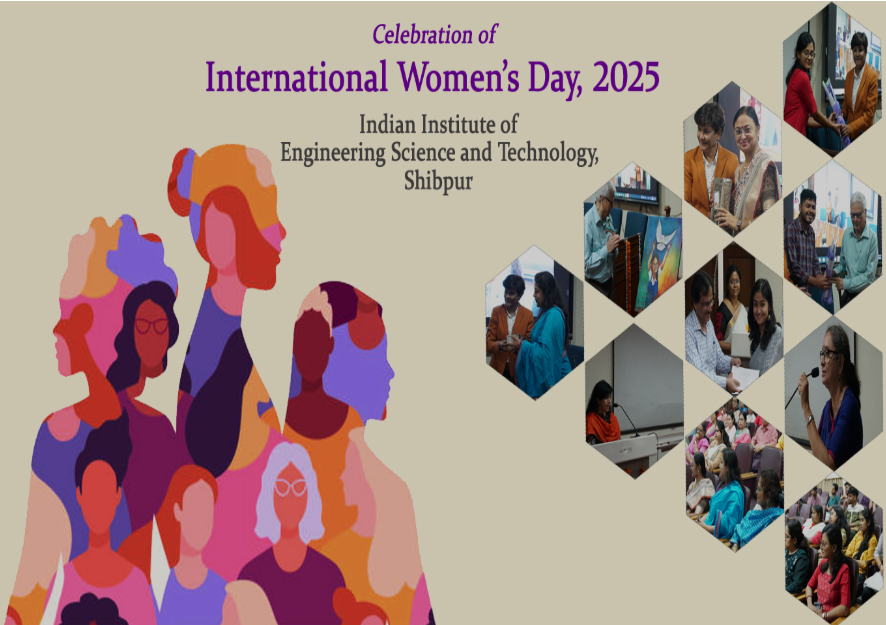 Celebration of
International Women's Day, 2025
Indian Institute of
Engineering Science and Technology,
Shibpur